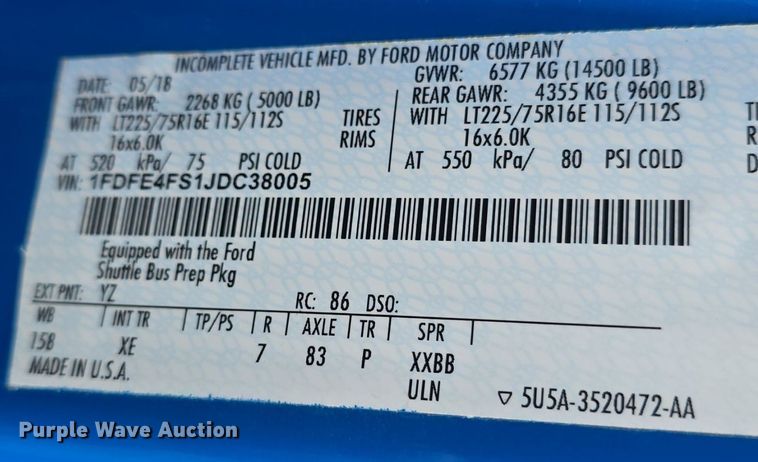 INCOMPLETE VEHICLE MFD. BY FORD MOTOR COMPANY
DATE: 05/18 GVWR: 6577 KG (14500 LB)
FRONT GAWR: 2268 KG ( 5000 LB) REAR GAWR: 4355 KG ( 9600 LB)
WITH LT225/75R16E 115/112S TIRES WITH LT225/75R16E 115/112S
16x6.0K RIMS 16x6.0K
AT 520 kPa/ 75 PSI COLD AT 550 kPa/ 80 PSI COLD
VIN: 1FDFE4FS1JDC38005
Equipped with the Ford
Shuttle Bus Prep Pkg
EXT PNT: YZ RC: 86 DSO:
WB INT TR TP/PS R AXLE TR SPR
158 XE 7 83 P XXBB
MADE IN U.S.A. ULN ▽ 5U5A-3520472-AA
Purple Wave Auction